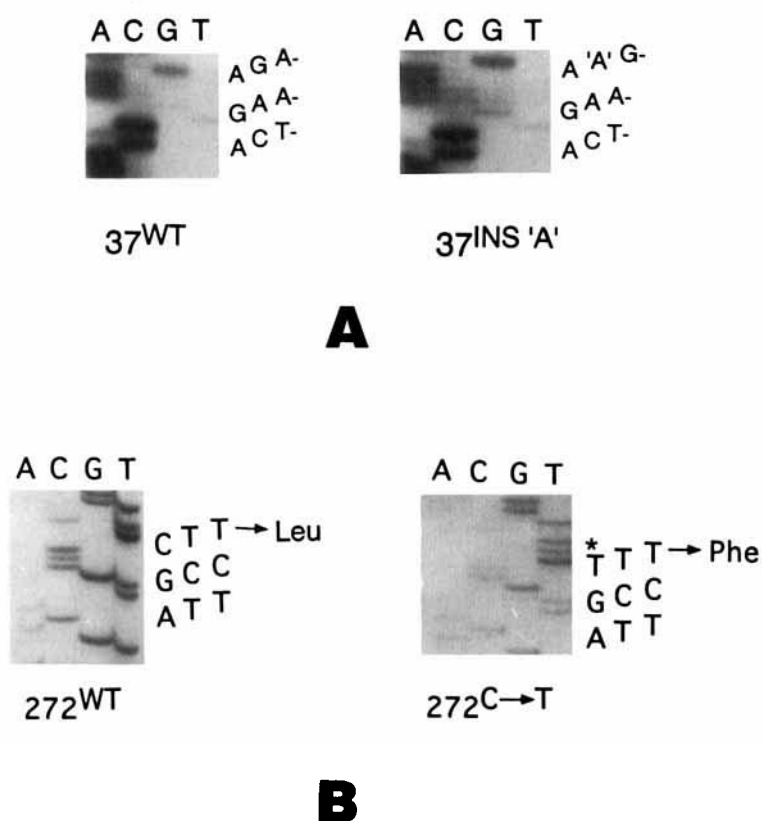 A C G T
A G A-
G A A-
A C T-
37WT
A C G T
A 'A' G-
G A A-
A C T-
37INS 'A'
A
A C G T
C T T → Leu
G C C
A T T
272WT
A C G T
*
T T T → Phe
G C C
A T T
272C→T
B